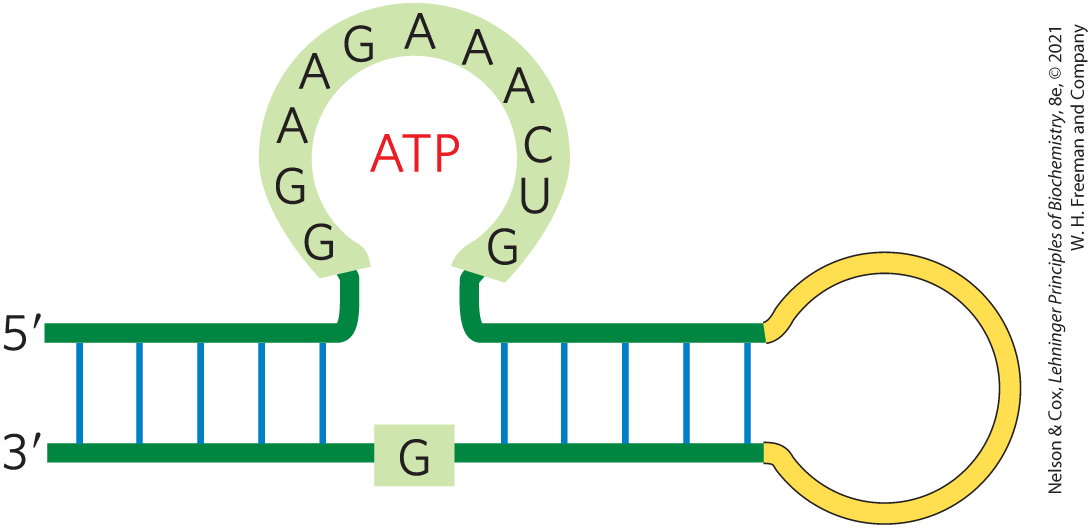 G G A A G A A A C U G
ATP
5′
3′
G
Nelson & Cox, Lehninger Principles of Biochemistry, 8e, © 2021
W. H. Freeman and Company